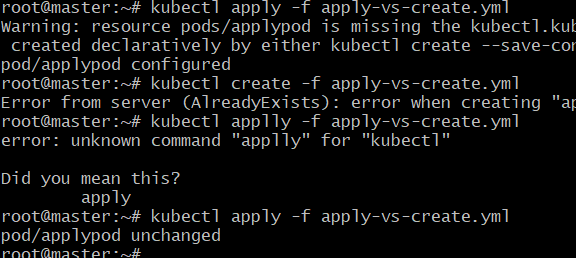 root@master:~# kubectl apply -f apply-vs-create.yml
Warning: resource pods/applypod is missing the kubectl.kub
 created declaratively by either kubectl create --save-con
pod/applypod configured
root@master:~# kubectl create -f apply-vs-create.yml
Error from server (AlreadyExists): error when creating "ap
root@master:~# kubectl applly -f apply-vs-create.yml
error: unknown command "applly" for "kubectl"
Did you mean this?
        apply
root@master:~# kubectl apply -f apply-vs-create.yml
pod/applypod unchanged
root@master:~#